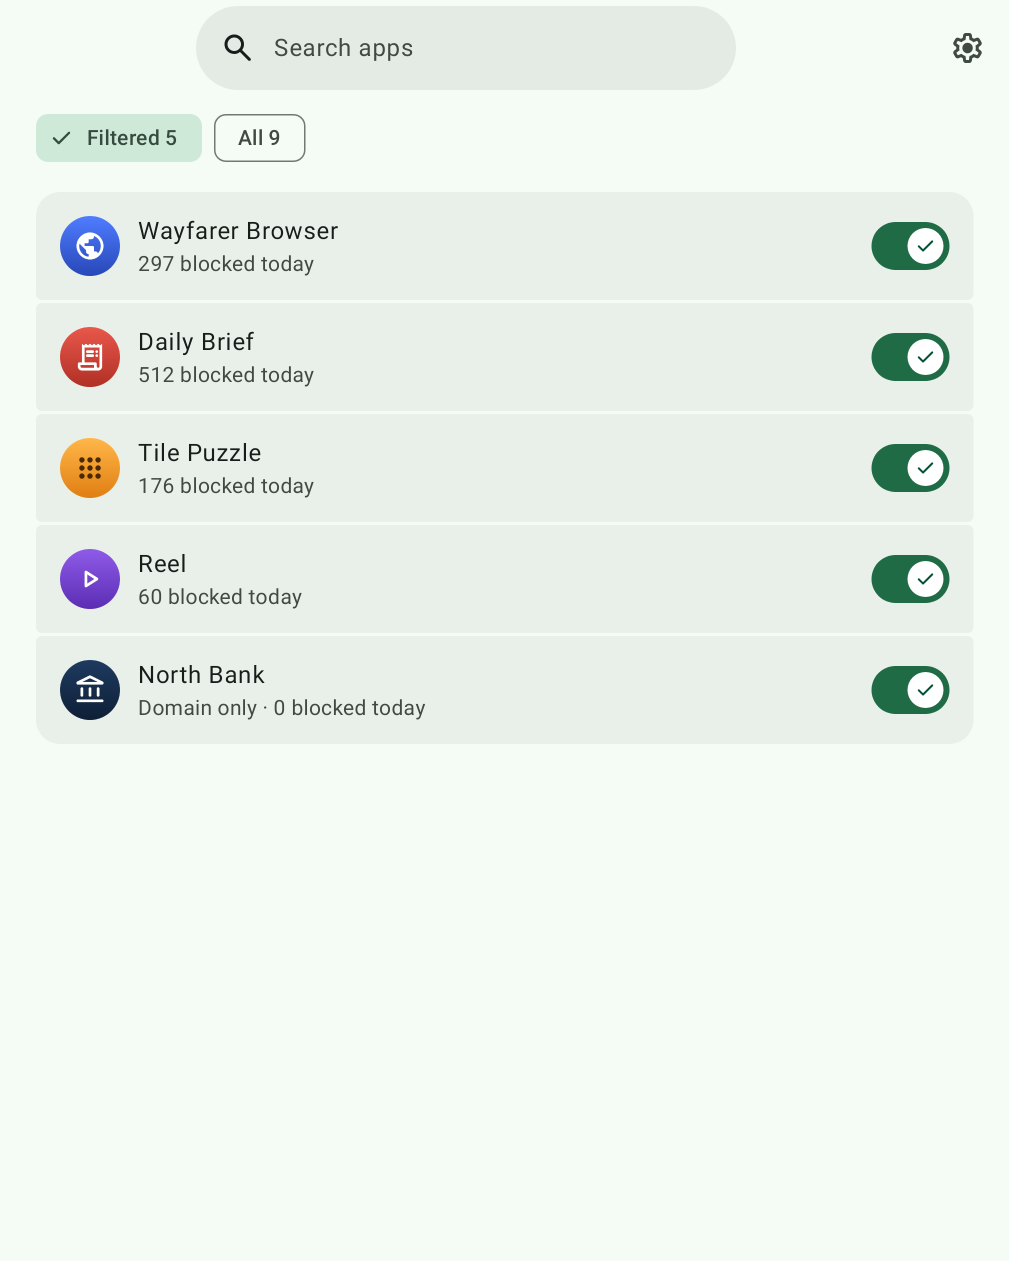 Search apps
Filtered 5
All 9
Wayfarer Browser
297 blocked today
Daily Brief
512 blocked today
Tile Puzzle
176 blocked today
Reel
60 blocked today
North Bank
Domain only · 0 blocked today